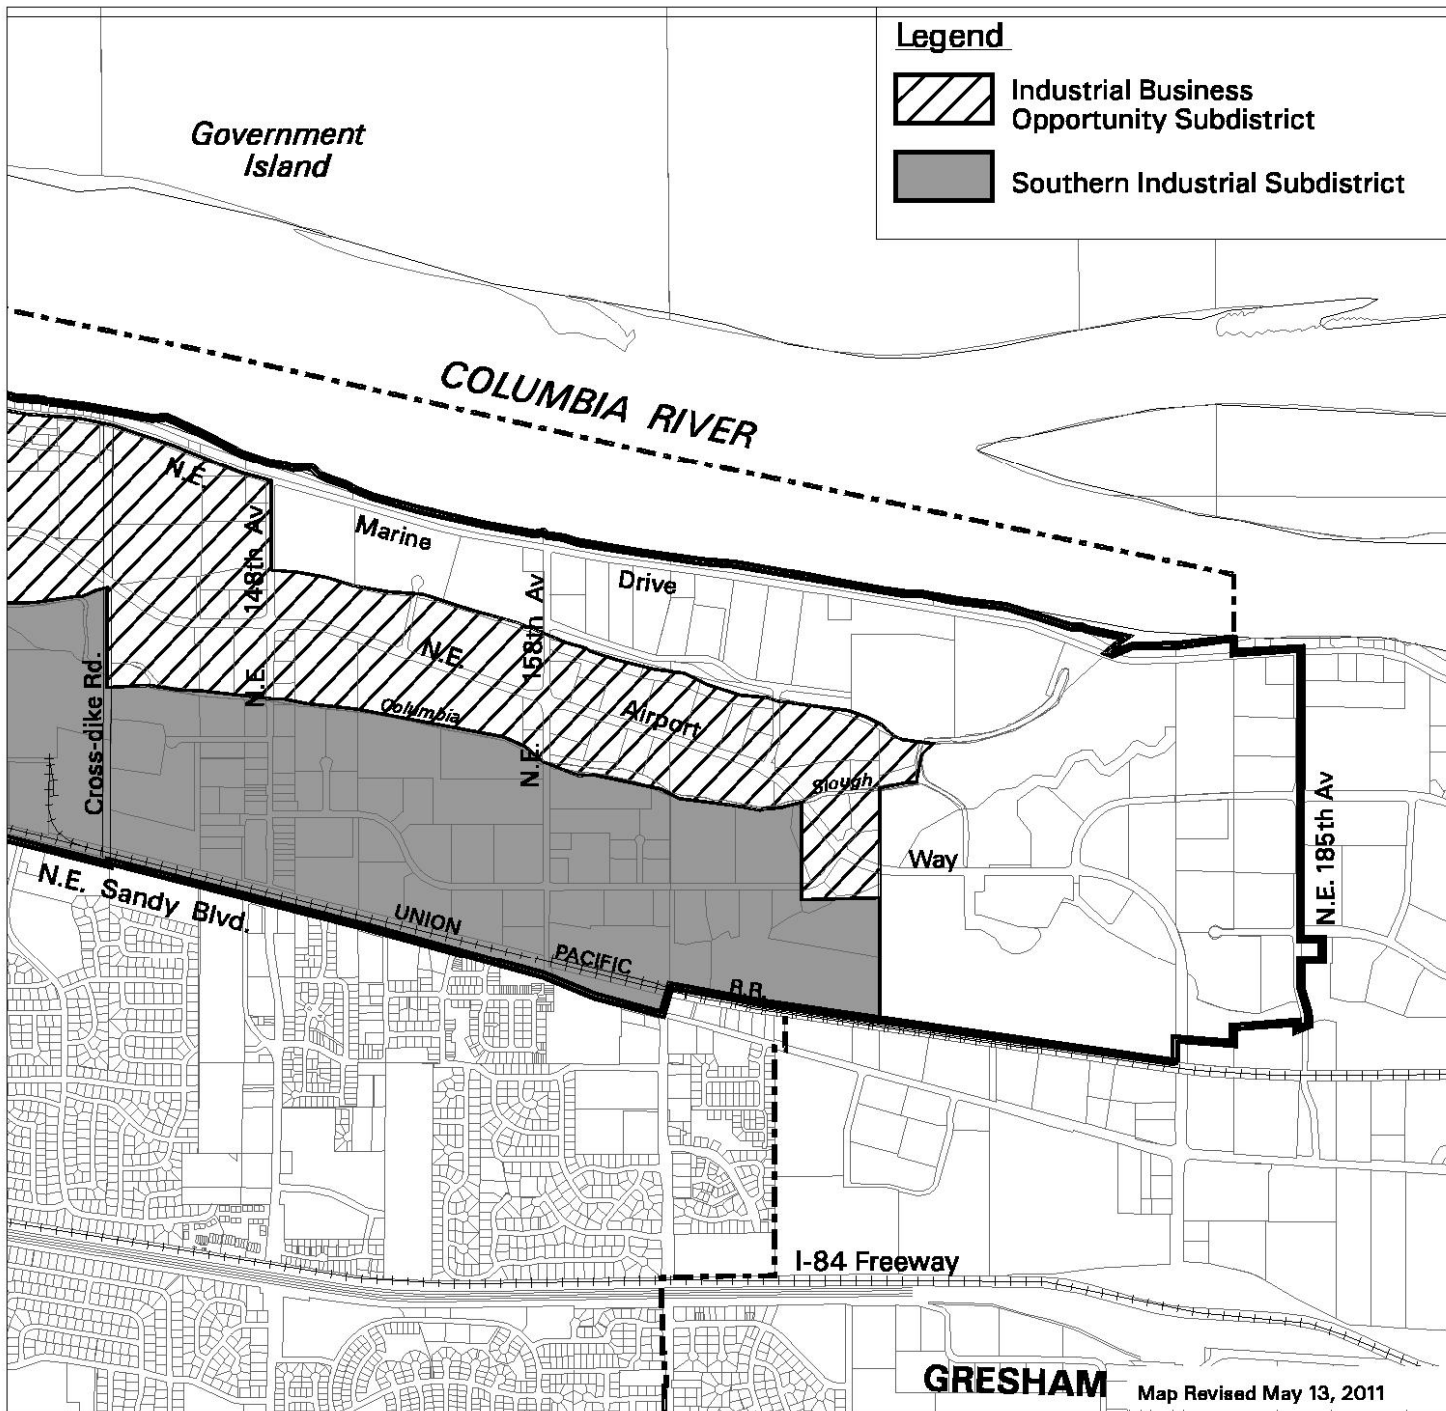 Legend
Industrial Business
Opportunity Subdistrict
Southern Industrial Subdistrict
Government
Island
COLUMBIA RIVER
N.E.
Marine
Drive
N.E. 148th Av
N.E. 158th Av
N.E.
Airport
Way
Columbia
Slough
Cross-dike Rd.
N.E. 185th Av
N.E. Sandy Blvd.
UNION
PACIFIC
R.R.
I-84 Freeway
GRESHAM
Map Revised May 13, 2011